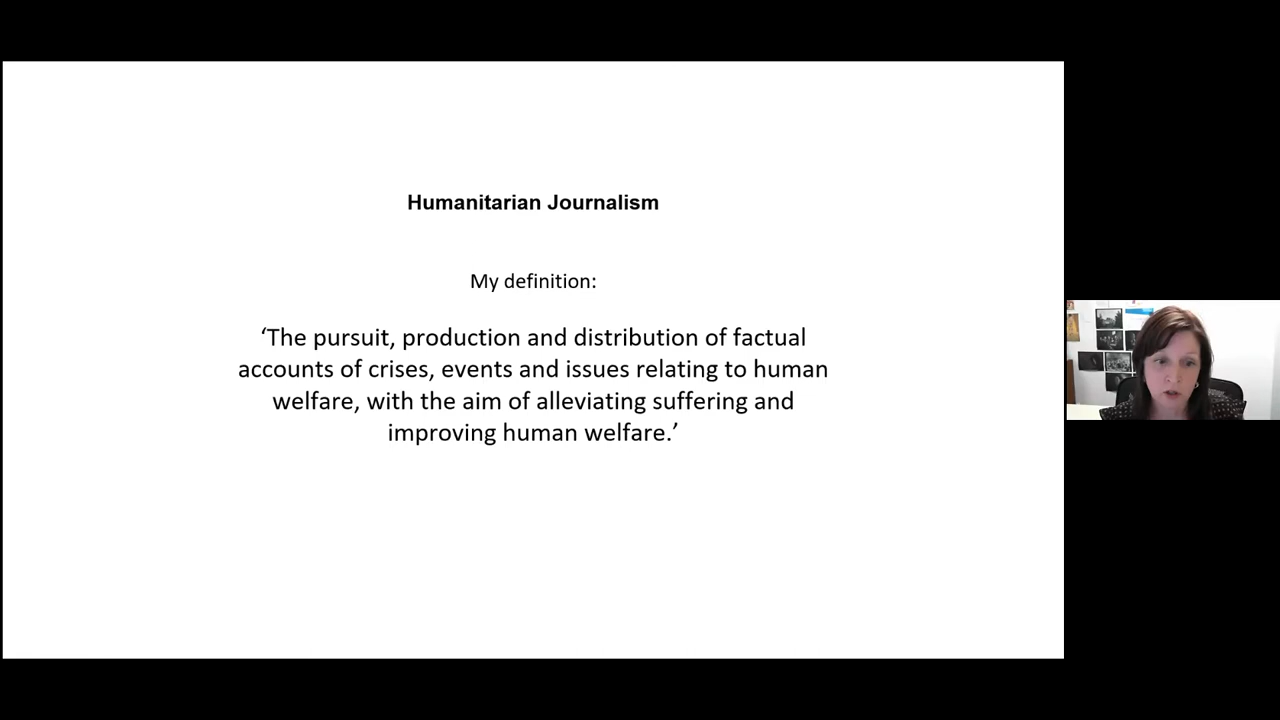 Humanitarian Journalism
My definition:
‘The pursuit, production and distribution of factual
accounts of crises, events and issues relating to human
welfare, with the aim of alleviating suffering and
improving human welfare.’